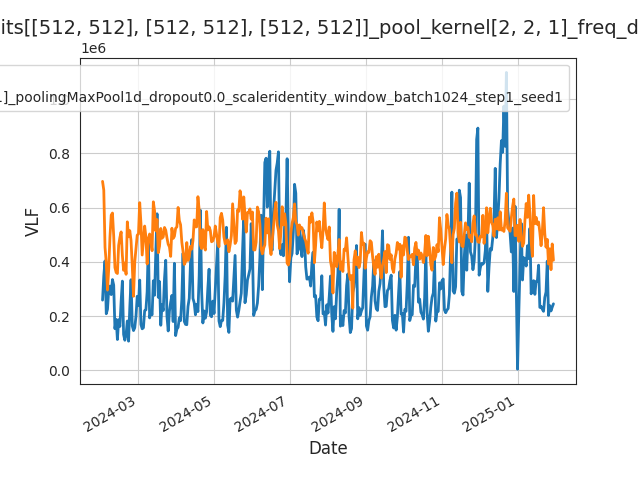 its[[512, 512], [512, 512], [512, 512]]_pool_kernel[2, 2, 1]_freq_d
1e6
1]_poolingMaxPool1d_dropout0.0_scaleridentity_window_batch1024_step1_seed1
0.8
0.6
0.4
0.2
0.0
VLF
2024-03
2024-05
2024-07
2024-09
2024-11
2025-01
Date